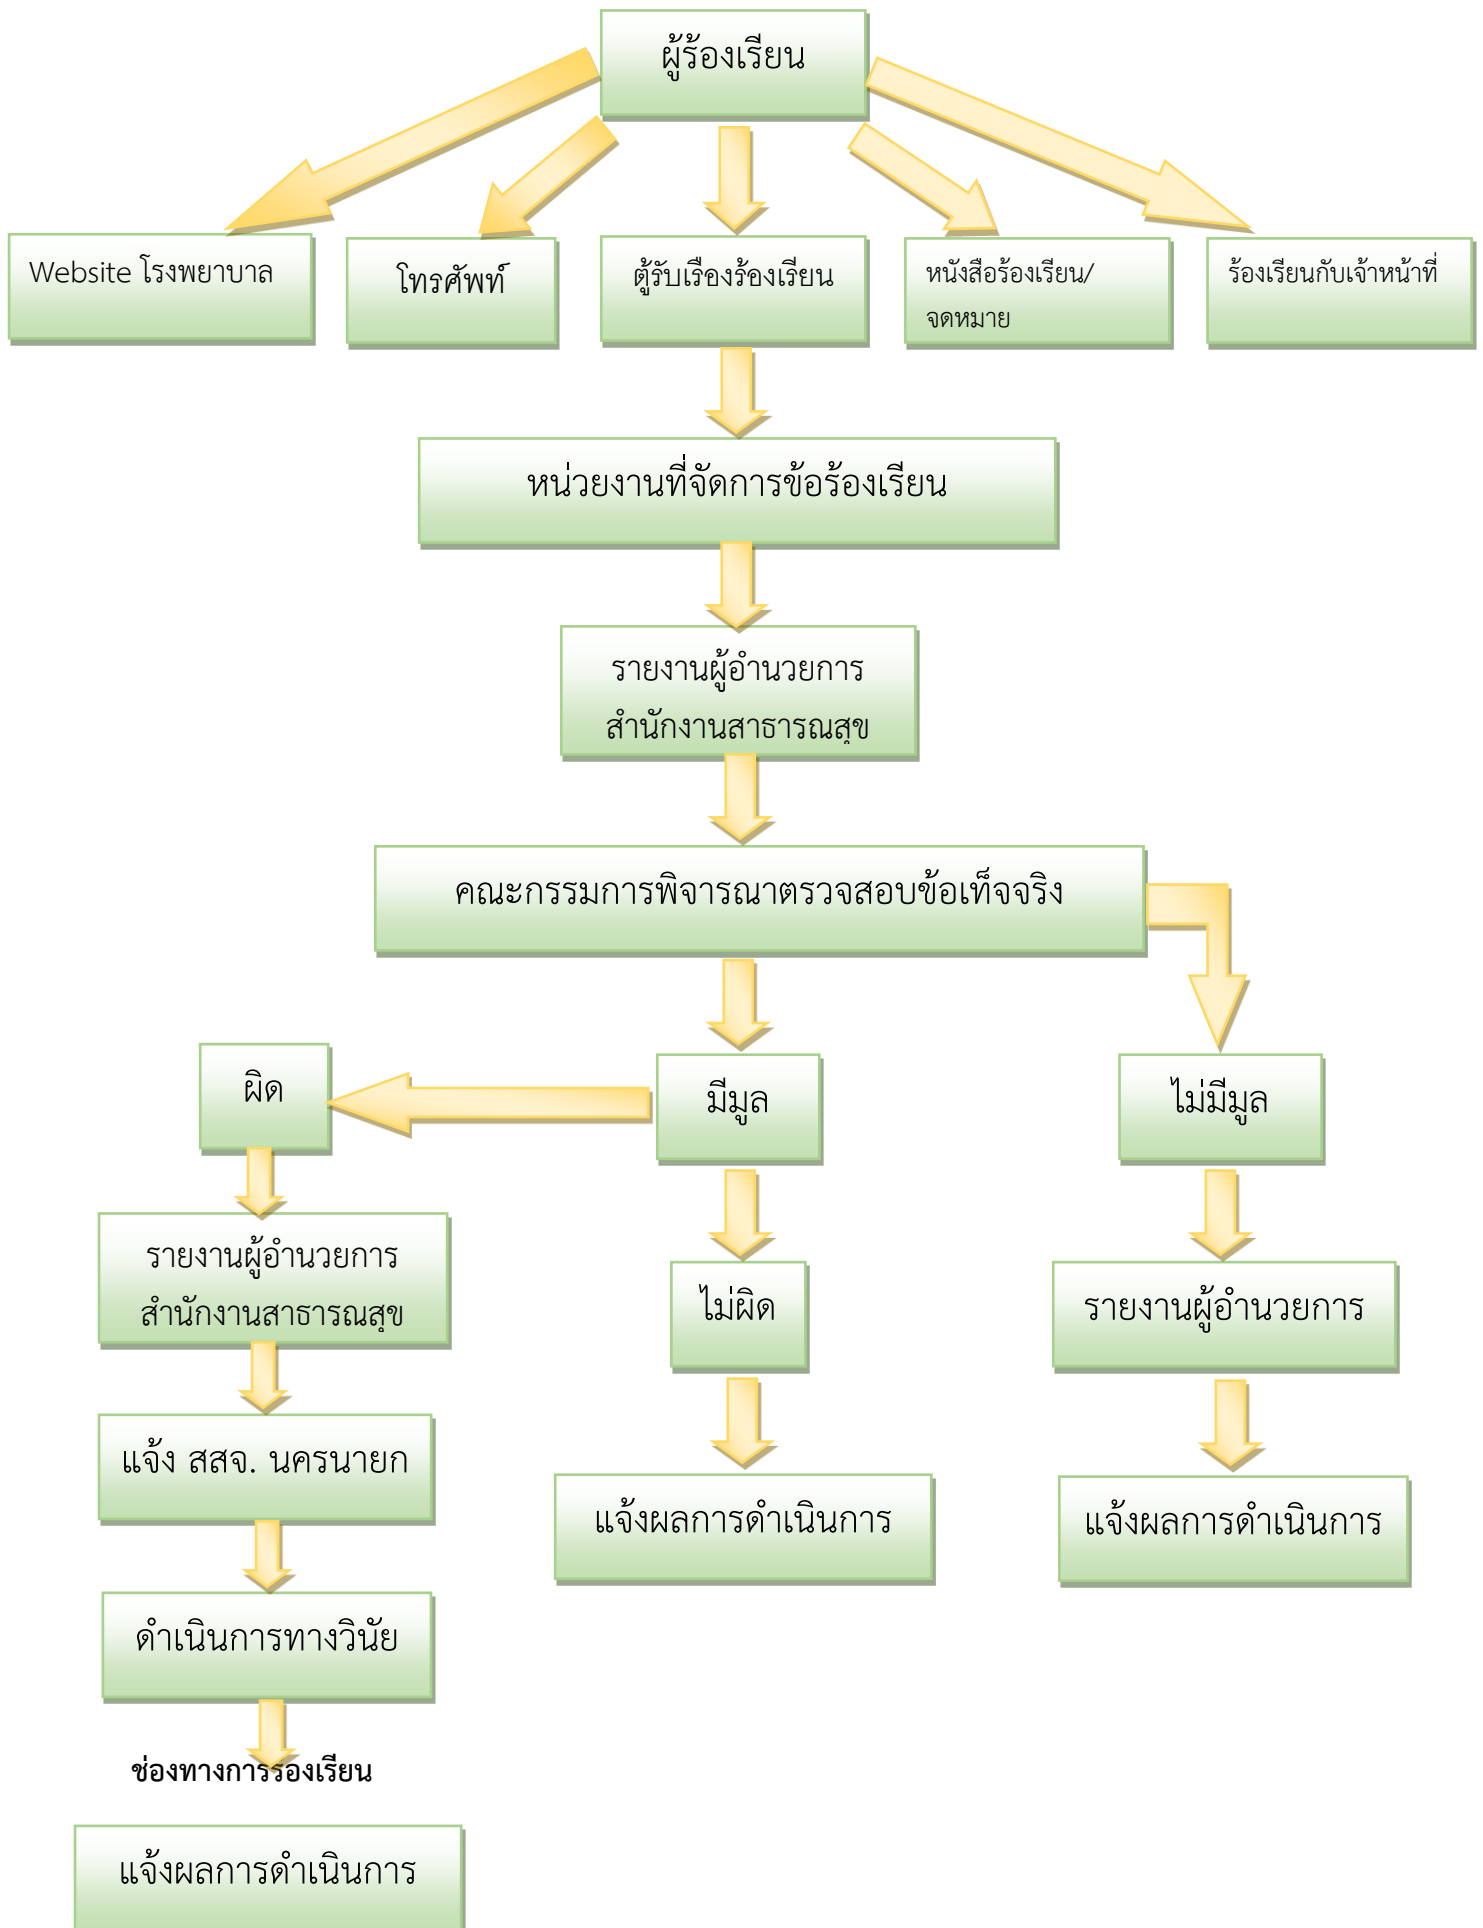 ผู้ร้องเรียน
Website โรงพยาบาล
โทรศัพท์
ตู้รับเรื่องร้องเรียน
หนังสือร้องเรียน/
จดหมาย
ร้องเรียนกับเจ้าหน้าที่
หน่วยงานที่จัดการข้อร้องเรียน
รายงานผู้อำนวยการ
สำนักงานสาธารณสุข
คณะกรรมการพิจารณาตรวจสอบข้อเท็จจริง
ผิด
มีมูล
ไม่มีมูล
รายงานผู้อำนวยการ
สำนักงานสาธารณสุข
ไม่ผิด
รายงานผู้อำนวยการ
แจ้ง สสจ. นครนายก
แจ้งผลการดำเนินการ
แจ้งผลการดำเนินการ
ดำเนินการทางวินัย
ช่องทางการร้องเรียน
แจ้งผลการดำเนินการ